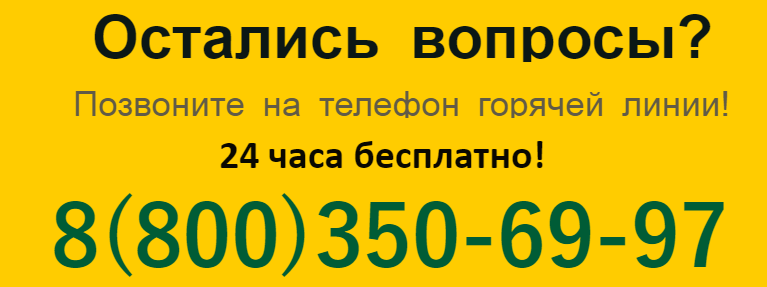 Остались вопросы?
Позвоните на телефон горячей линии!
24 часа бесплатно!
8(800)350-69-97